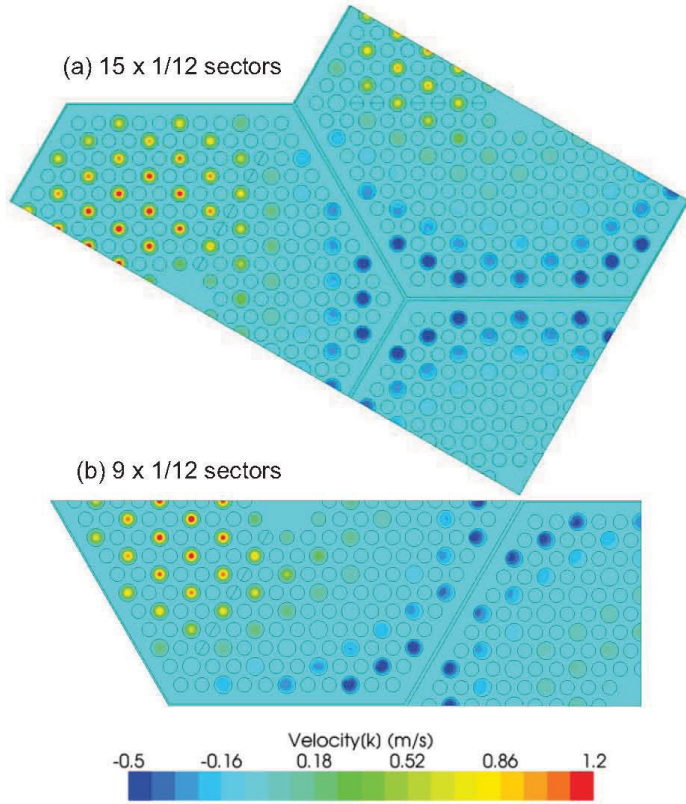 (a) 15 x 1/12 sectors
(b) 9 x 1/12 sectors
Velocity[k] (m/s)
-0.5 -0.16 0.18 0.52 0.86 1.2